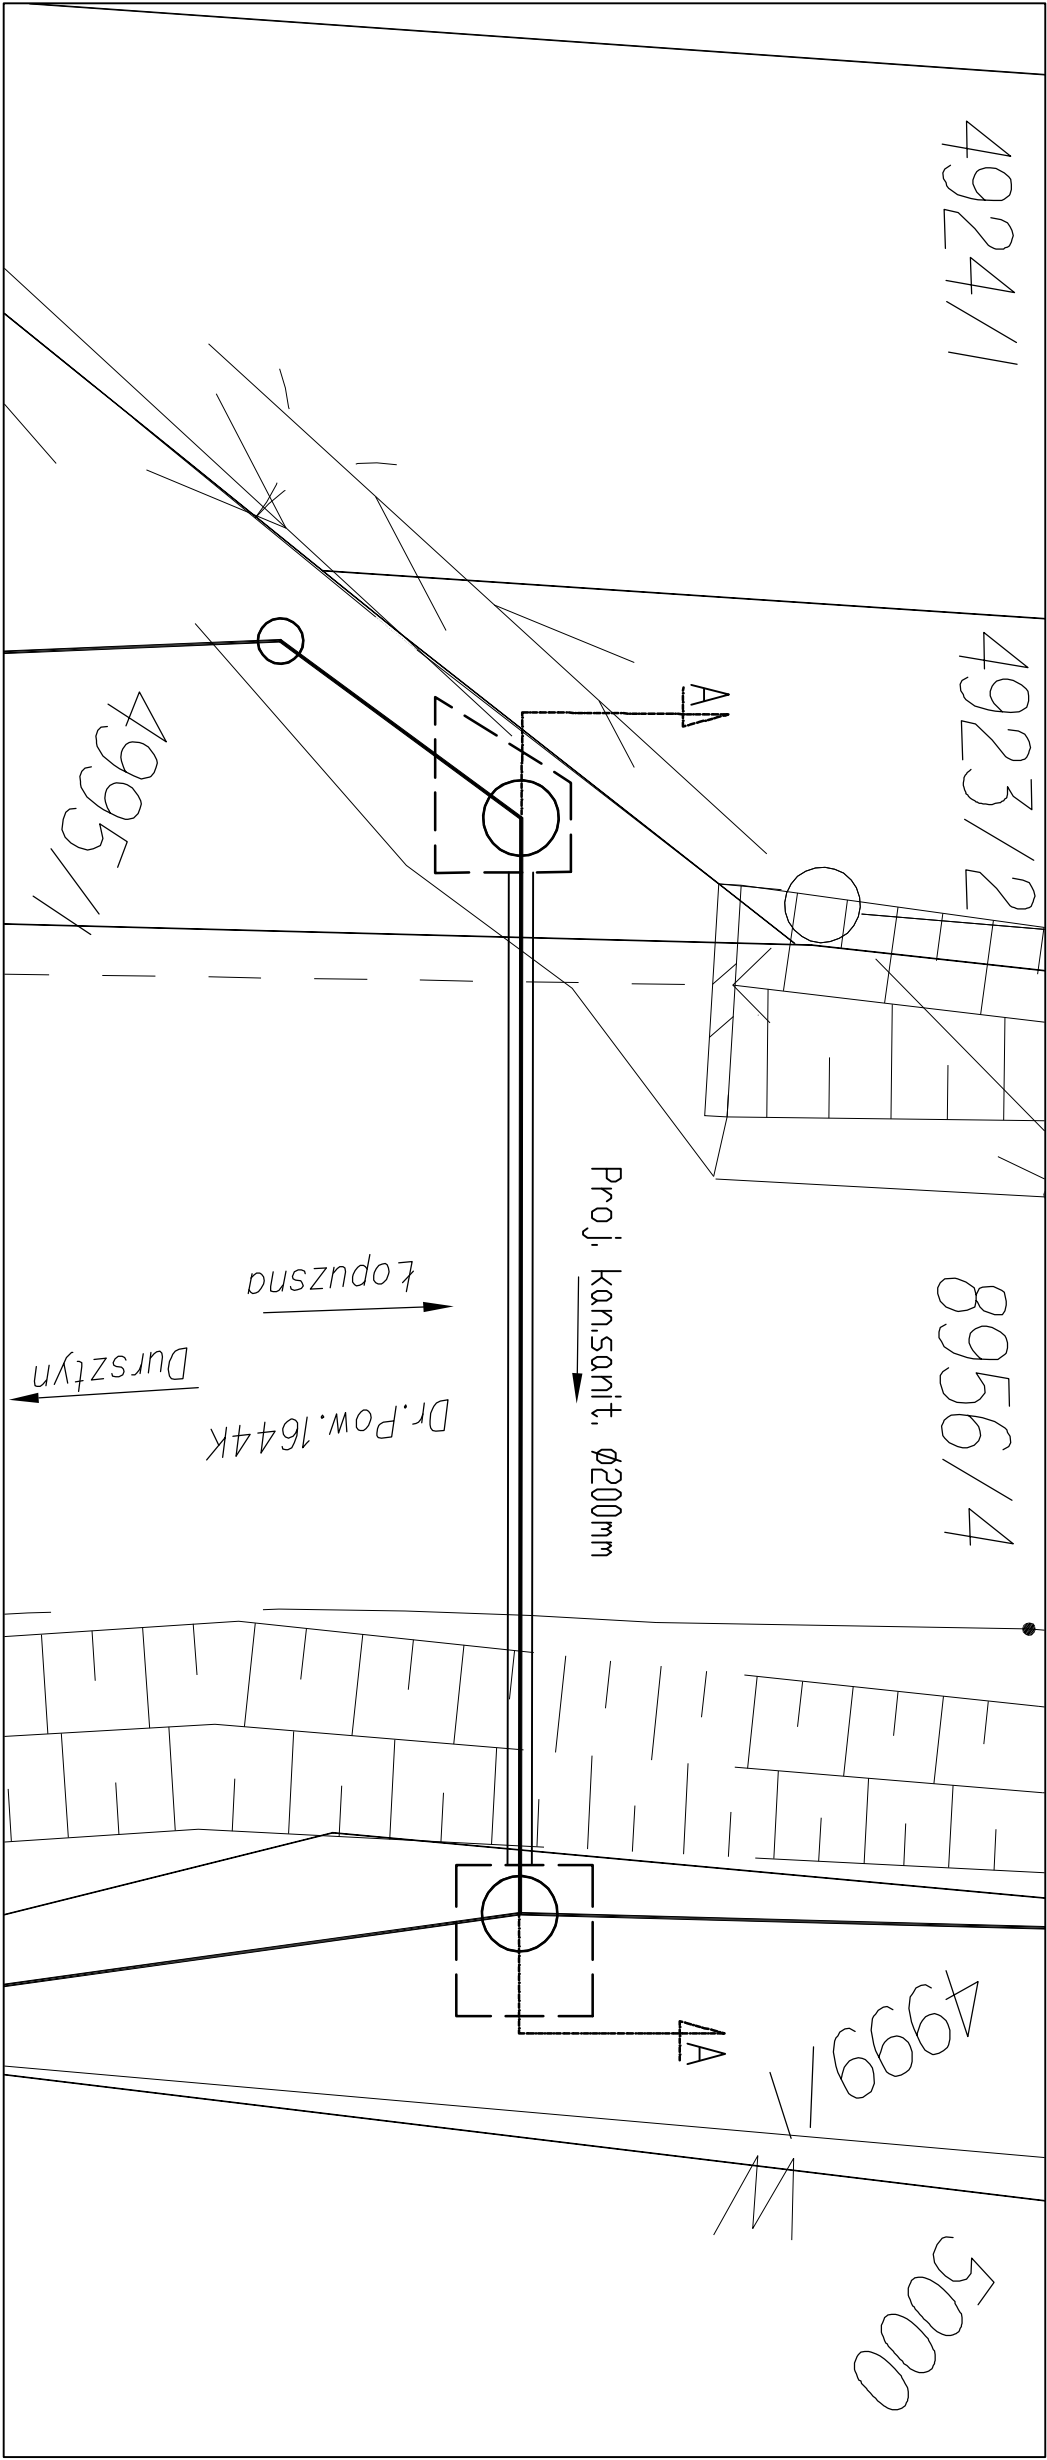 4924/1
4923/2
A
4995/1
Proj. kan.sanit. Ø200mm
Łopuzsna
Dursztyn
Dr.Pow.1644K
8956/4
4999/1
A
W
5000